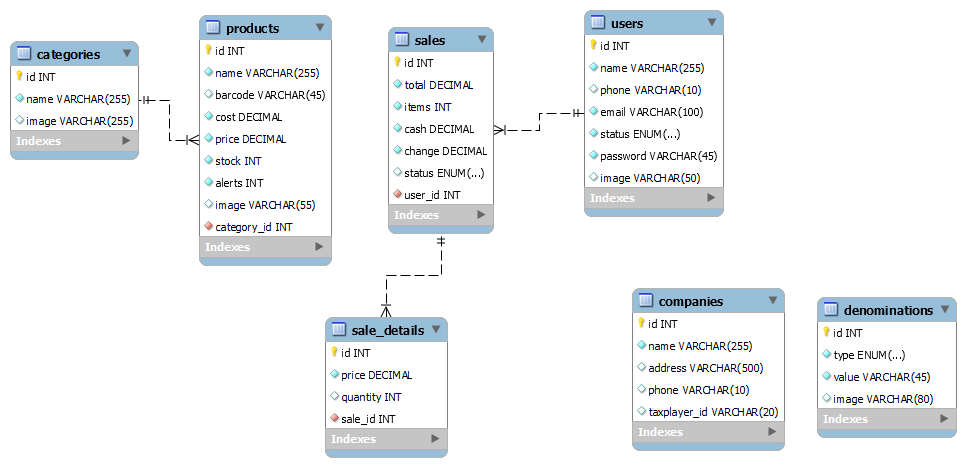 categories
id INT
name VARCHAR(255)
image VARCHAR(255)
Indexes
products
id INT
name VARCHAR(255)
barcode VARCHAR(45)
cost DECIMAL
price DECIMAL
stock INT
alerts INT
image VARCHAR(55)
category_id INT
Indexes
sales
id INT
total DECIMAL
items INT
cash DECIMAL
change DECIMAL
status ENUM(...)
user_id INT
Indexes
users
id INT
name VARCHAR(255)
phone VARCHAR(10)
email VARCHAR(100)
status ENUM(...)
password VARCHAR(45)
image VARCHAR(50)
Indexes
sale_details
id INT
price DECIMAL
quantity INT
sale_id INT
Indexes
companies
id INT
name VARCHAR(255)
address VARCHAR(500)
phone VARCHAR(10)
taxplayer_id VARCHAR(20)
Indexes
denominations
id INT
type ENUM(...)
value VARCHAR(45)
image VARCHAR(80)
Indexes